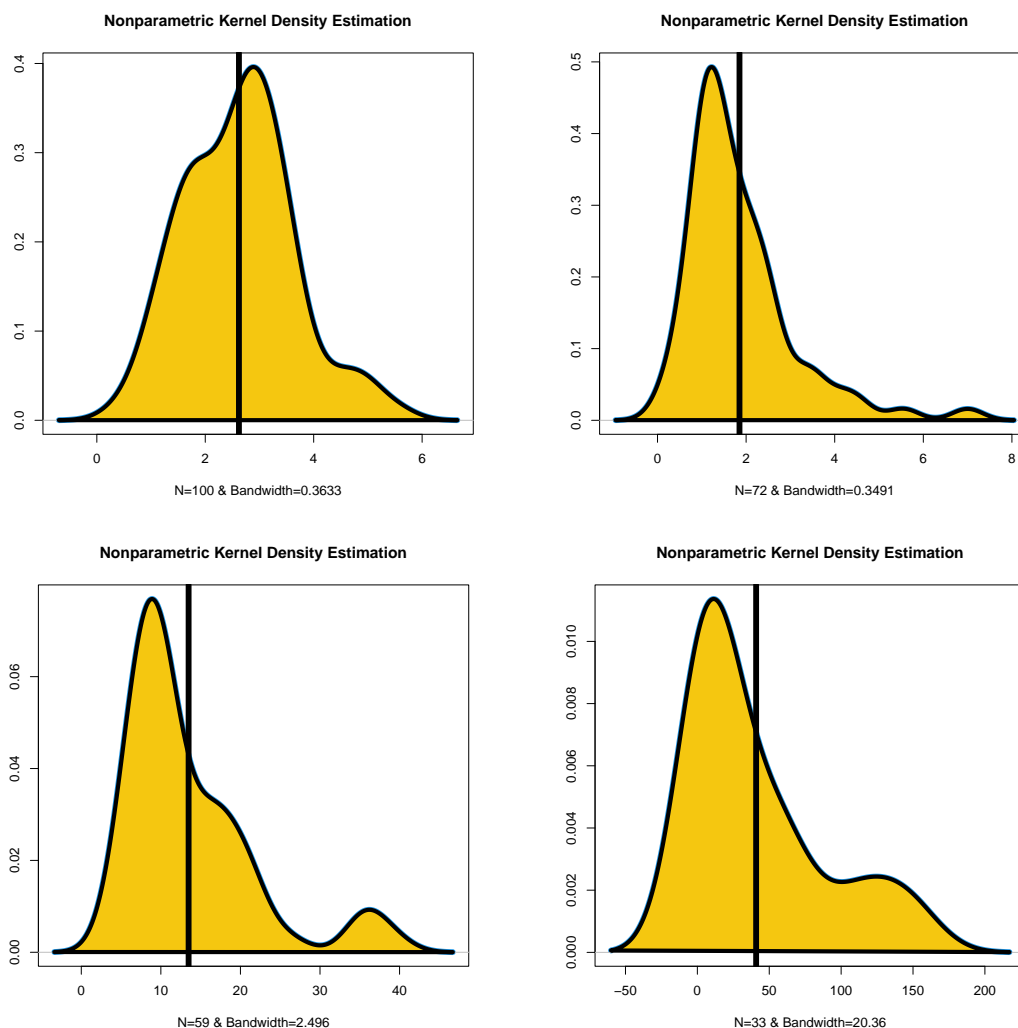 Nonparametric Kernel Density Estimation
0.4
0.3
0.2
0.1
0.0
0 2 4 6
N=100 & Bandwidth=0.3633
Nonparametric Kernel Density Estimation
0.5
0.4
0.3
0.2
0.1
0.0
0 2 4 6 8
N=72 & Bandwidth=0.3491
Nonparametric Kernel Density Estimation
0.06
0.04
0.02
0.00
0 10 20 30 40
N=59 & Bandwidth=2.496
Nonparametric Kernel Density Estimation
0.010
0.008
0.006
0.004
0.002
0.000
−50 0 50 100 150 200
N=33 & Bandwidth=20.36